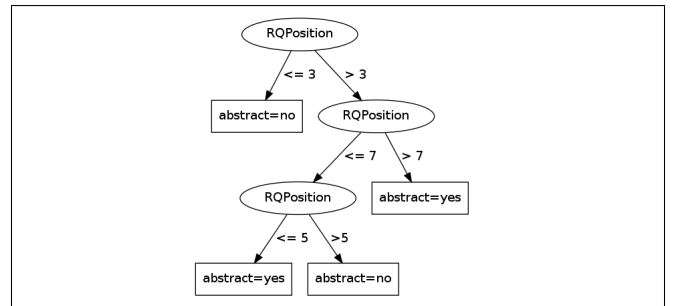 RQPosition
<= 3
> 3
abstract=no
RQPosition
<= 7
> 7
RQPosition
abstract=yes
<= 5
>5
abstract=yes
abstract=no